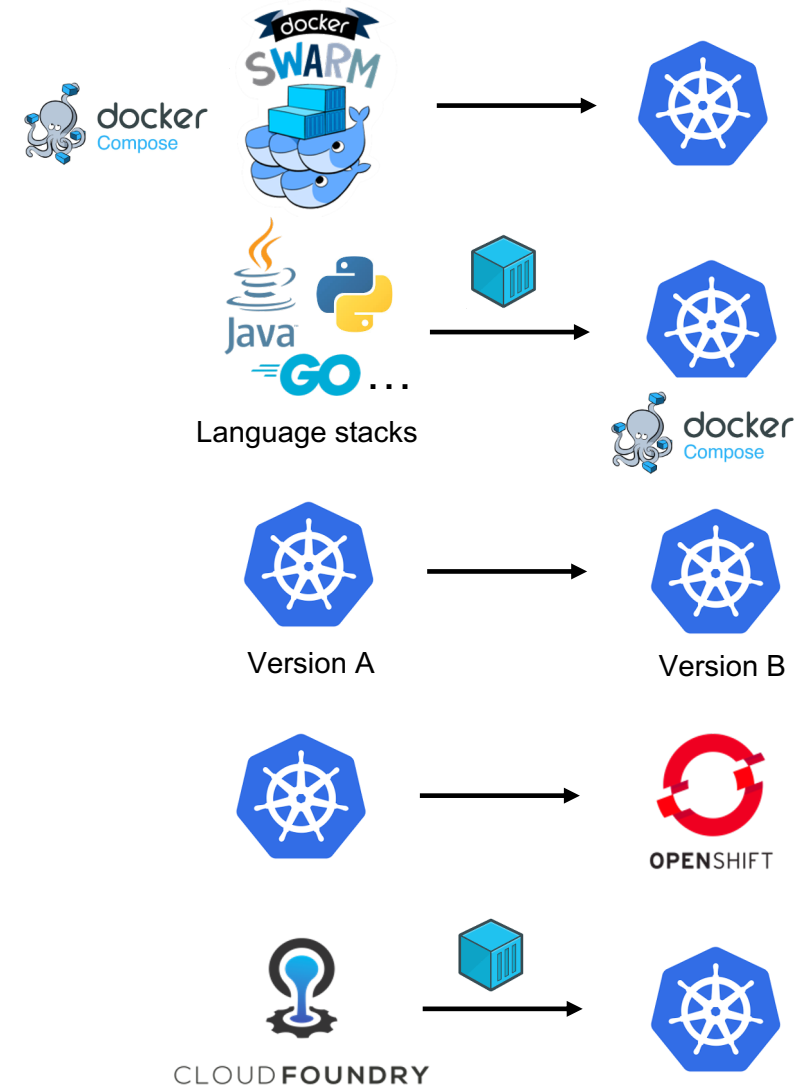 docker
SWARM
docker
Compose
Java
GO ...
Language stacks
docker
Compose
Version A
Version B
OPENSHIFT
CLOUDFOUNDRY